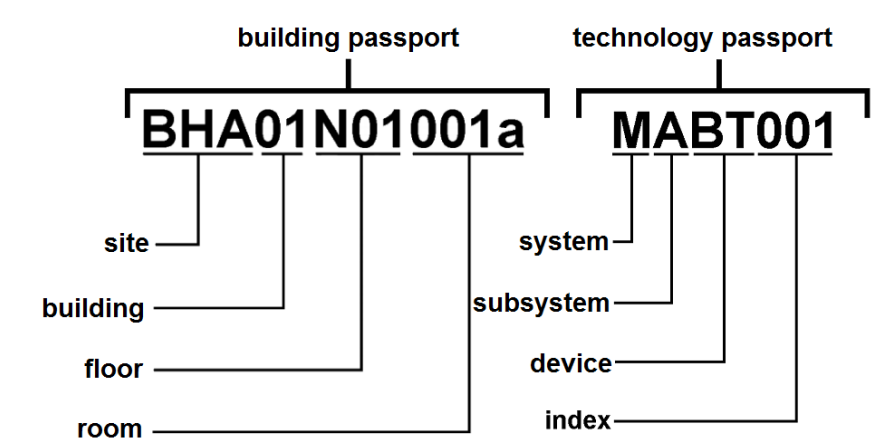 building passport technology passport
BHA01N01001a MABT001
site system
building subsystem
floor device
room index